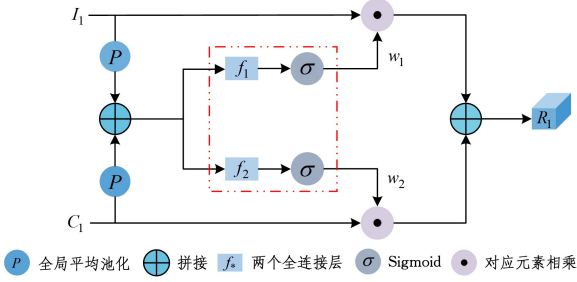 I₁
P
f₁
σ
w₁
R₁
f₂
σ
w₂
P
C₁
P 全局平均池化 拼接 f* 两个全连接层 σ Sigmoid 对应元素相乘